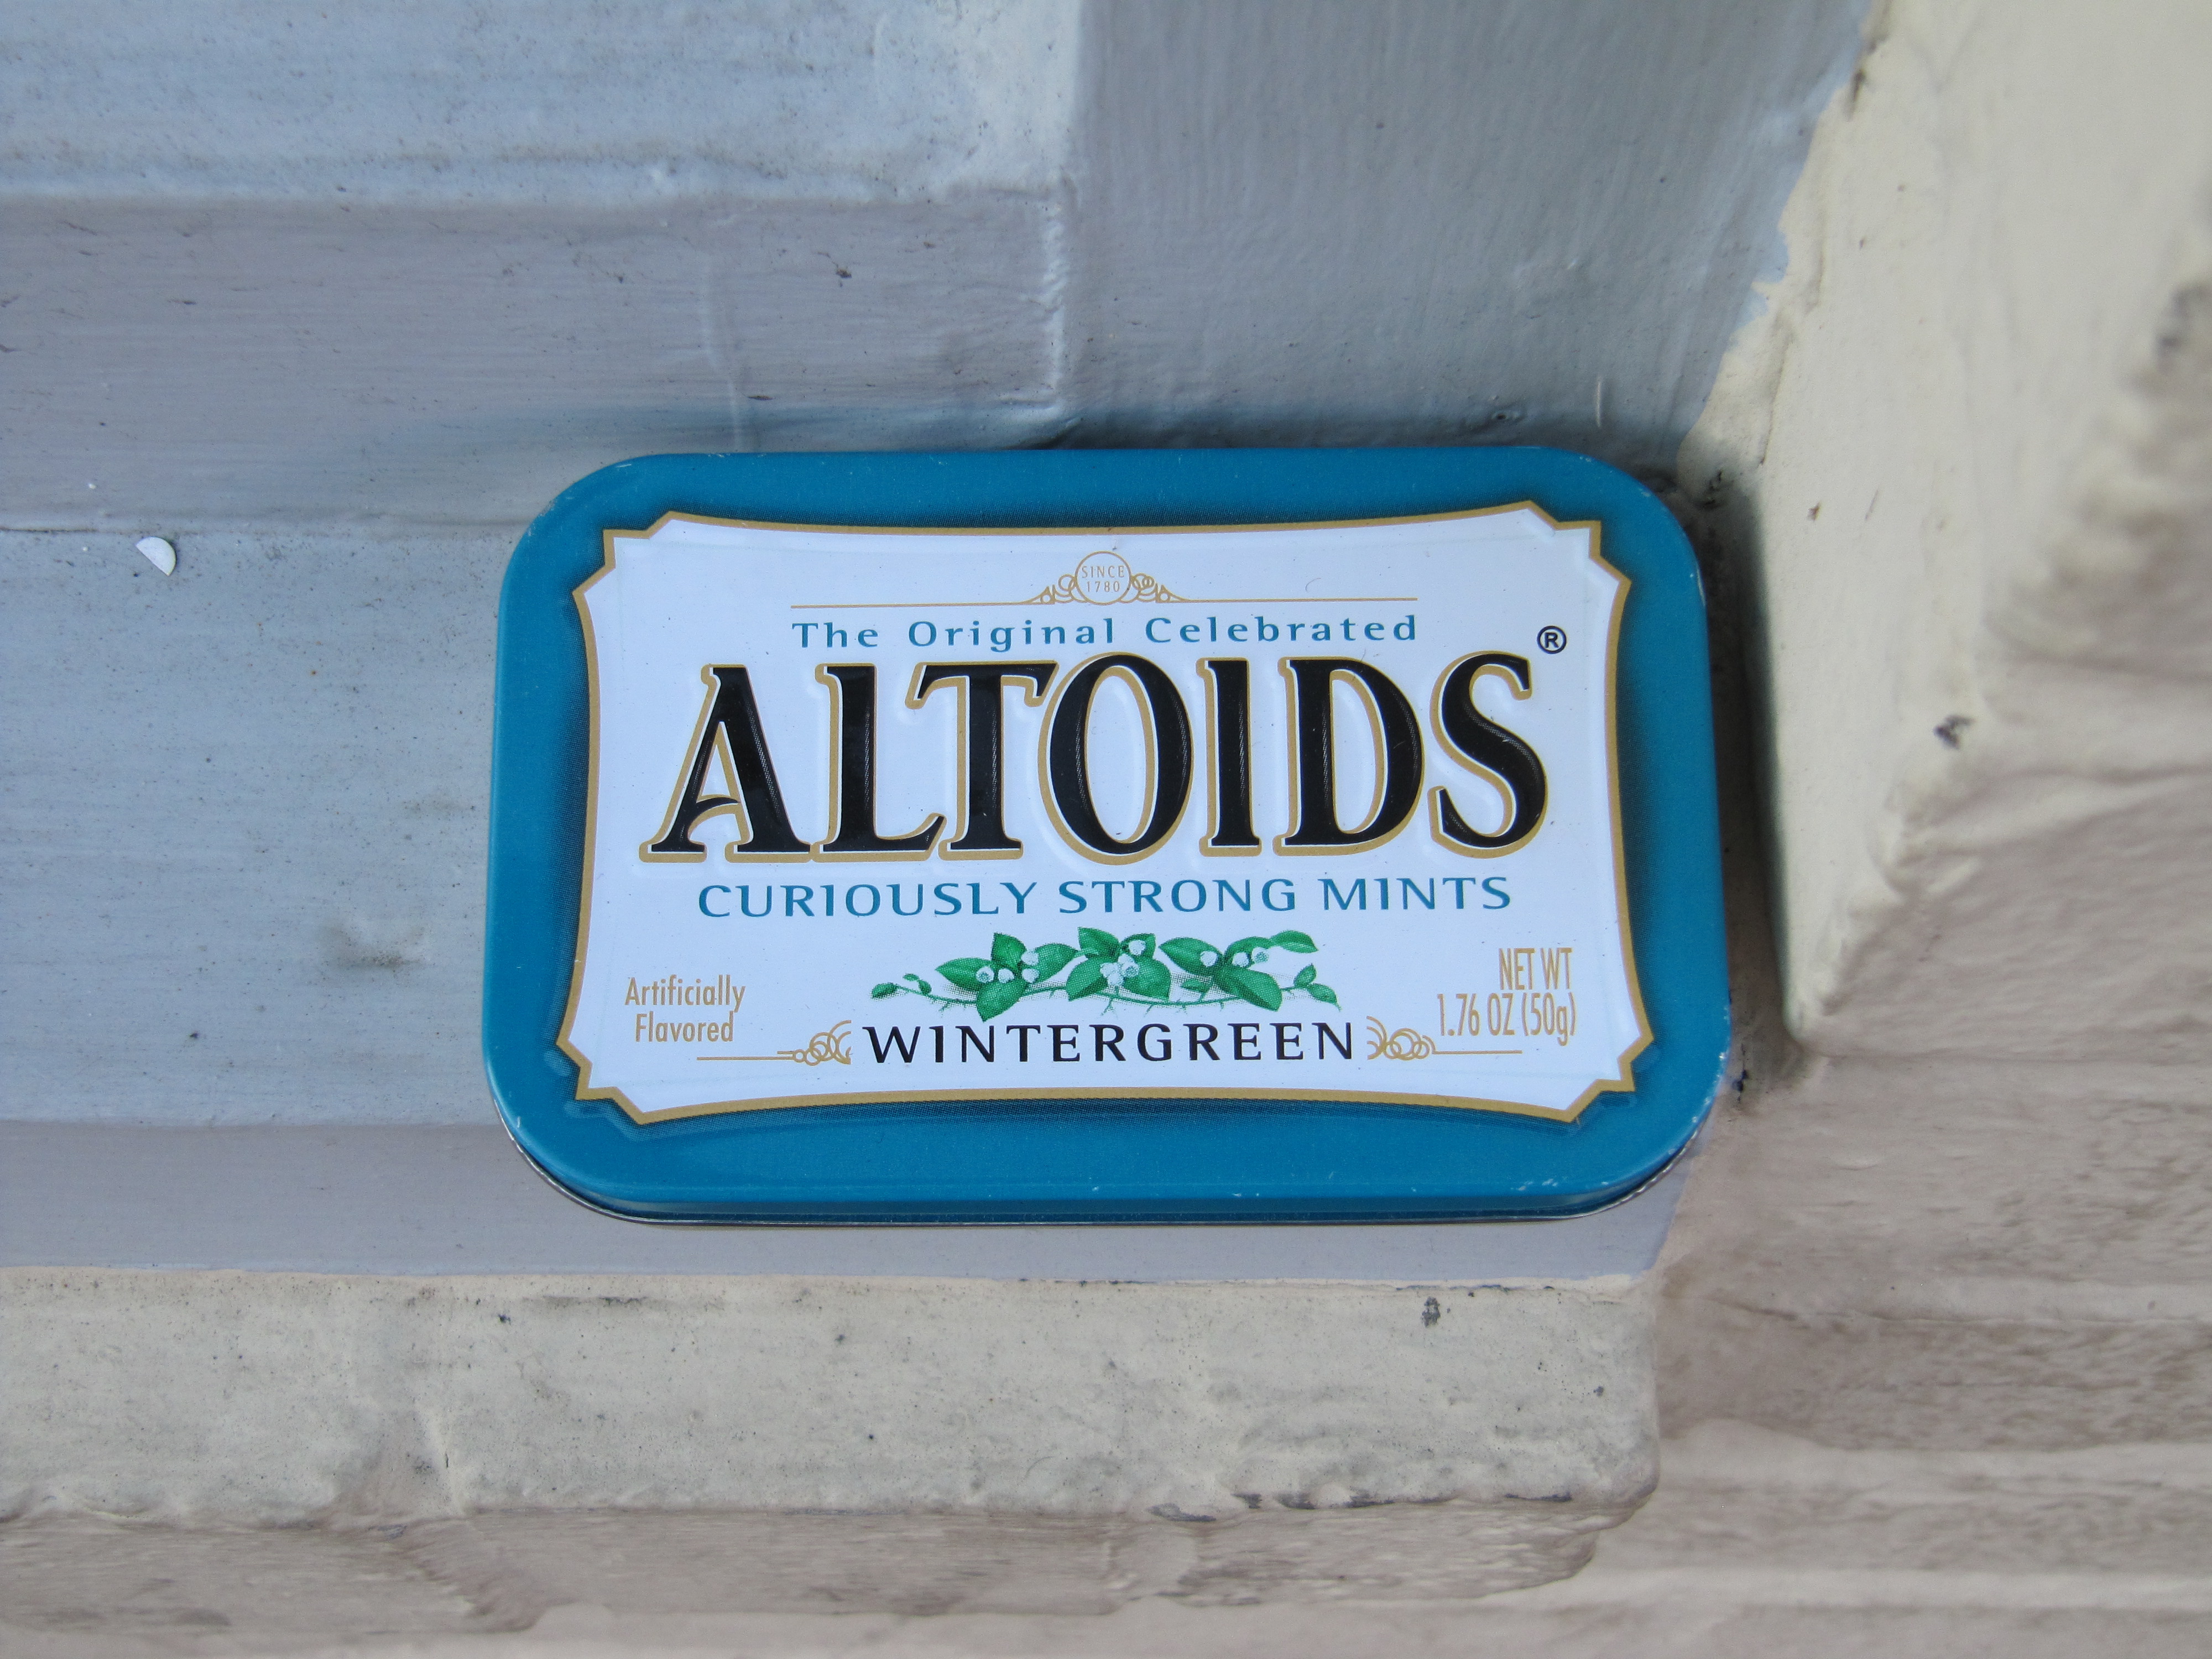 SINCE
1780
The Original Celebrated
ALTOIDS®
CURIOUSLY STRONG MINTS
Artificially
Flavored
WINTERGREEN
NET WT
1.76 OZ (50g)